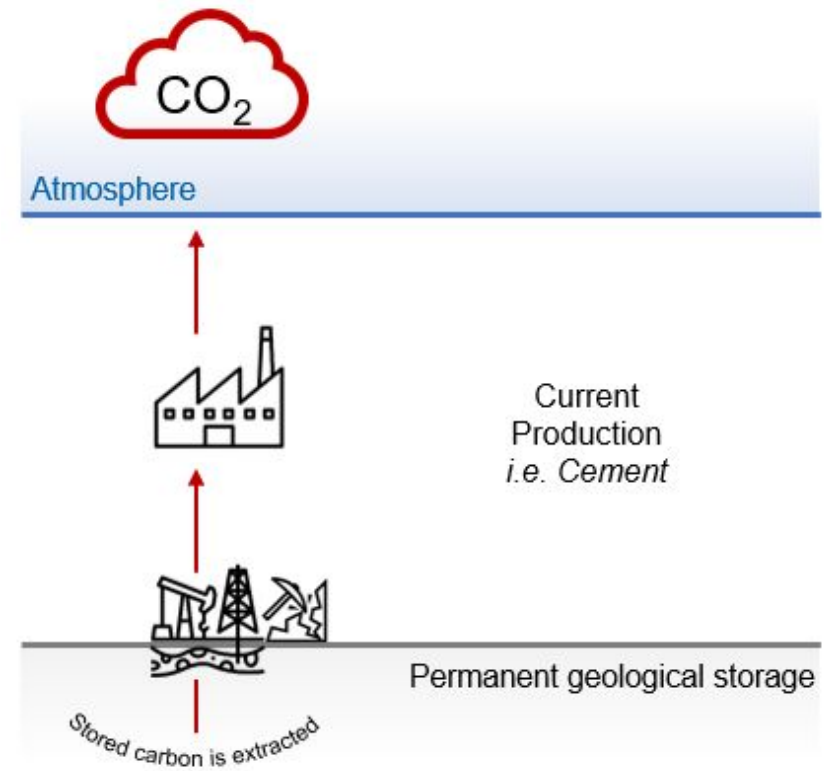 CO₂
Atmosphere
Current
Production
i.e. Cement
Permanent geological storage
Stored carbon is extracted